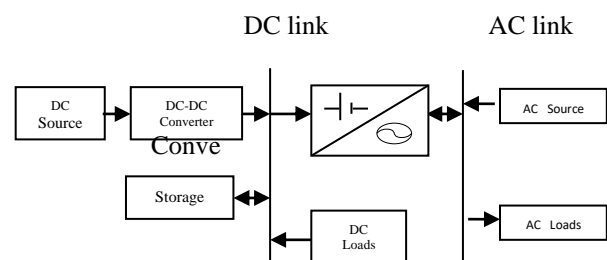 DC link
AC link
DC
Source
DC-DC
Converter
Conve
AC Source
Storage
DC
Loads
AC Loads